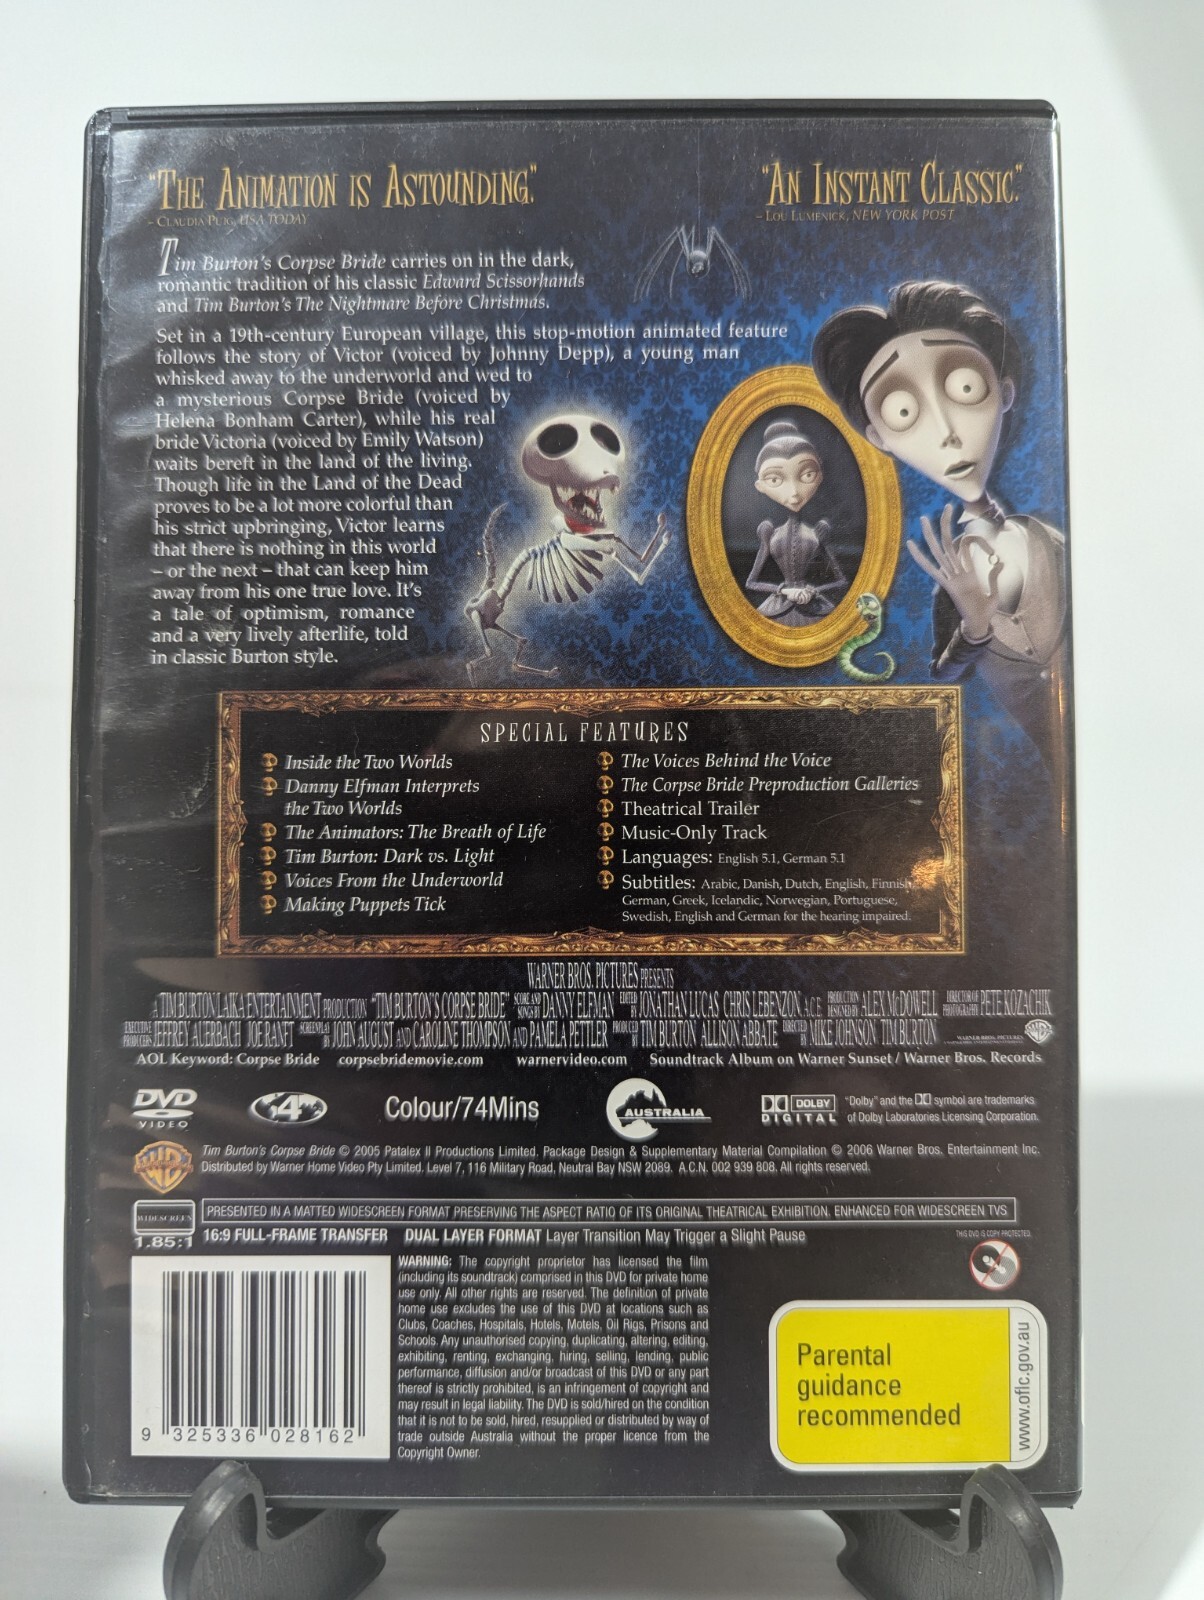 "THE ANIMATION IS ASTOUNDING."
– CLAUDIA PUIG, USA TODAY
"AN INSTANT CLASSIC."
– LOU LUMENICK, NEW YORK POST
Tim Burton's Corpse Bride carries on in the dark,
romantic tradition of his classic Edward Scissorhands
and Tim Burton's The Nightmare Before Christmas.
Set in a 19th-century European village, this stop-motion animated feature
follows the story of Victor (voiced by Johnny Depp), a young man
whisked away to the underworld and wed to
a mysterious Corpse Bride (voiced by
Helena Bonham Carter), while his real
bride Victoria (voiced by Emily Watson)
waits bereft in the land of the living.
Though life in the Land of the Dead
proves to be a lot more colorful than
his strict upbringing, Victor learns
that there is nothing in this world
– or the next – that can keep him
away from his one true love. It's
a tale of optimism, romance
and a very lively afterlife, told
in classic Burton style.
SPECIAL FEATURES
Inside the Two Worlds
Danny Elfman Interprets
the Two Worlds
The Animators: The Breath of Life
Tim Burton: Dark vs. Light
Voices From the Underworld
Making Puppets Tick
The Voices Behind the Voice
The Corpse Bride Preproduction Galleries
Theatrical Trailer
Music-Only Track
Languages: English 5.1, German 5.1
Subtitles: Arabic, Danish, Dutch, English, Finnish,
German, Greek, Icelandic, Norwegian, Portuguese,
Swedish, English and German for the hearing impaired.
WARNER BROS. PICTURES PRESENTS
A TIM BURTON/LAIKA ENTERTAINMENT PRODUCTION "TIM BURTON'S CORPSE BRIDE" SCORE AND SONGS BY DANNY ELFMAN EDITED BY JONATHAN LUCAS CHRIS LEBENZON, A.C.E. PRODUCTION DESIGNED BY ALEX McDOWELL DIRECTOR OF PHOTOGRAPHY PETE KOZACHIK
EXECUTIVE PRODUCERS JEFFREY AUERBACH JOE RANFT SCREENPLAY BY JOHN AUGUST AND CAROLINE THOMPSON AND PAMELA PETTLER PRODUCED BY TIM BURTON ALLISON ABBATE DIRECTED BY MIKE JOHNSON TIM BURTON
AOL Keyword: Corpse Bride corpsebridemovie.com warnervideo.com Soundtrack Album on Warner Sunset / Warner Bros. Records
DVD
VIDEO
4
Colour/74Mins
AUSTRALIA
DOLBY
DIGITAL
"Dolby" and the DD symbol are trademarks
of Dolby Laboratories Licensing Corporation.
Tim Burton's Corpse Bride © 2005 Patalex II Productions Limited. Package Design & Supplementary Material Compilation © 2006 Warner Bros. Entertainment Inc.
Distributed by Warner Home Video Pty Limited. Level 7, 116 Military Road, Neutral Bay NSW 2089. A.C.N. 002 939 808. All rights reserved.
WIDESCREEN
1.85:1
PRESENTED IN A MATTED WIDESCREEN FORMAT PRESERVING THE ASPECT RATIO OF ITS ORIGINAL THEATRICAL EXHIBITION. ENHANCED FOR WIDESCREEN TVS
16:9 FULL-FRAME TRANSFER DUAL LAYER FORMAT Layer Transition May Trigger a Slight Pause
THIS DVD IS COPY PROTECTED
WARNING: The copyright proprietor has licensed the film
(including its soundtrack) comprised in this DVD for private home
use only. All other rights are reserved. The definition of private
home use excludes the use of this DVD at locations such as
Clubs, Coaches, Hospitals, Hotels, Motels, Oil Rigs, Prisons and
Schools. Any unauthorised copying, duplicating, altering, editing,
exhibiting, renting, exchanging, hiring, selling, lending, public
performance, diffusion and/or broadcast of this DVD or any part
thereof is strictly prohibited, is an infringement of copyright and
may result in legal liability. The DVD is sold/hired on the condition
that it is not to be sold, hired, resupplied or distributed by way of
trade outside Australia without the proper licence from the
Copyright Owner.
9 325336 028162
Parental
guidance
recommended
www.oflc.gov.au